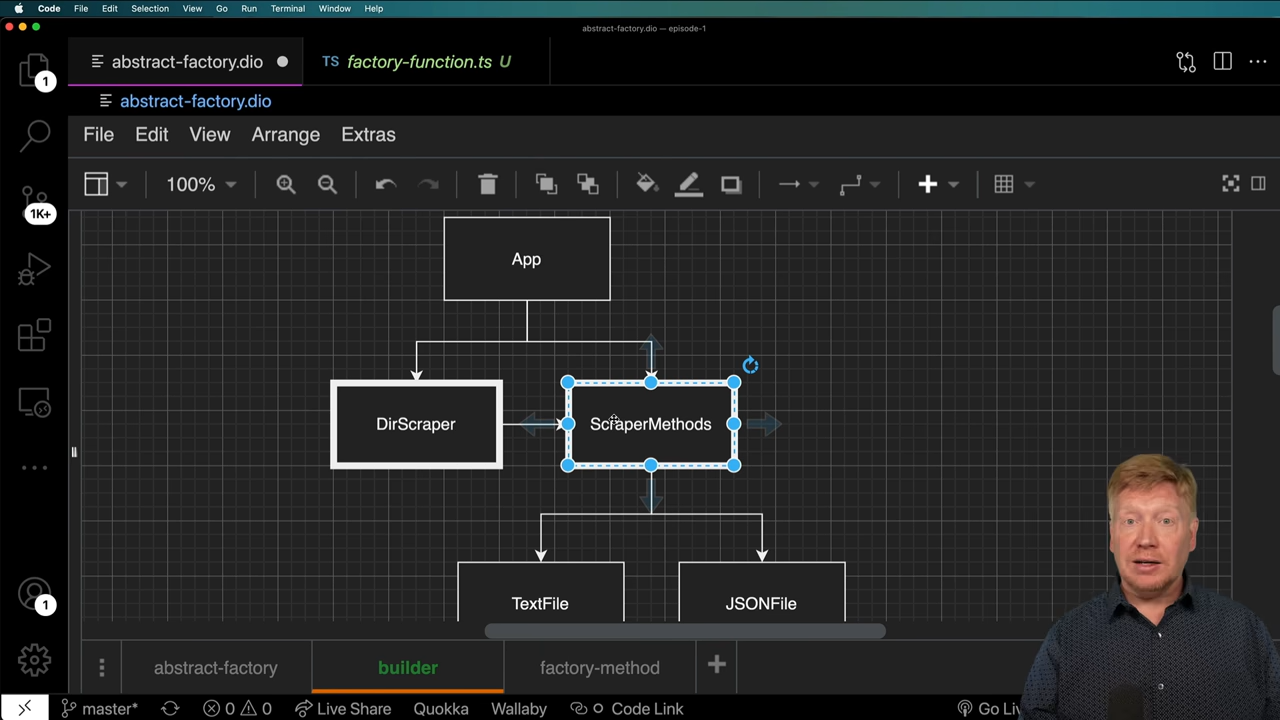 Code File Edit Selection View Go Run Terminal Window Help
abstract-factory.dio — episode-1
abstract-factory.dio
TS factory-function.ts U
abstract-factory.dio
File Edit View Arrange Extras
100%
1
1K+
1
App
DirScraper
ScraperMethods
TextFile
JSONFile
abstract-factory
builder
factory-method
master*
0 0
Live Share
Quokka
Wallaby
Code Link
Go Liv